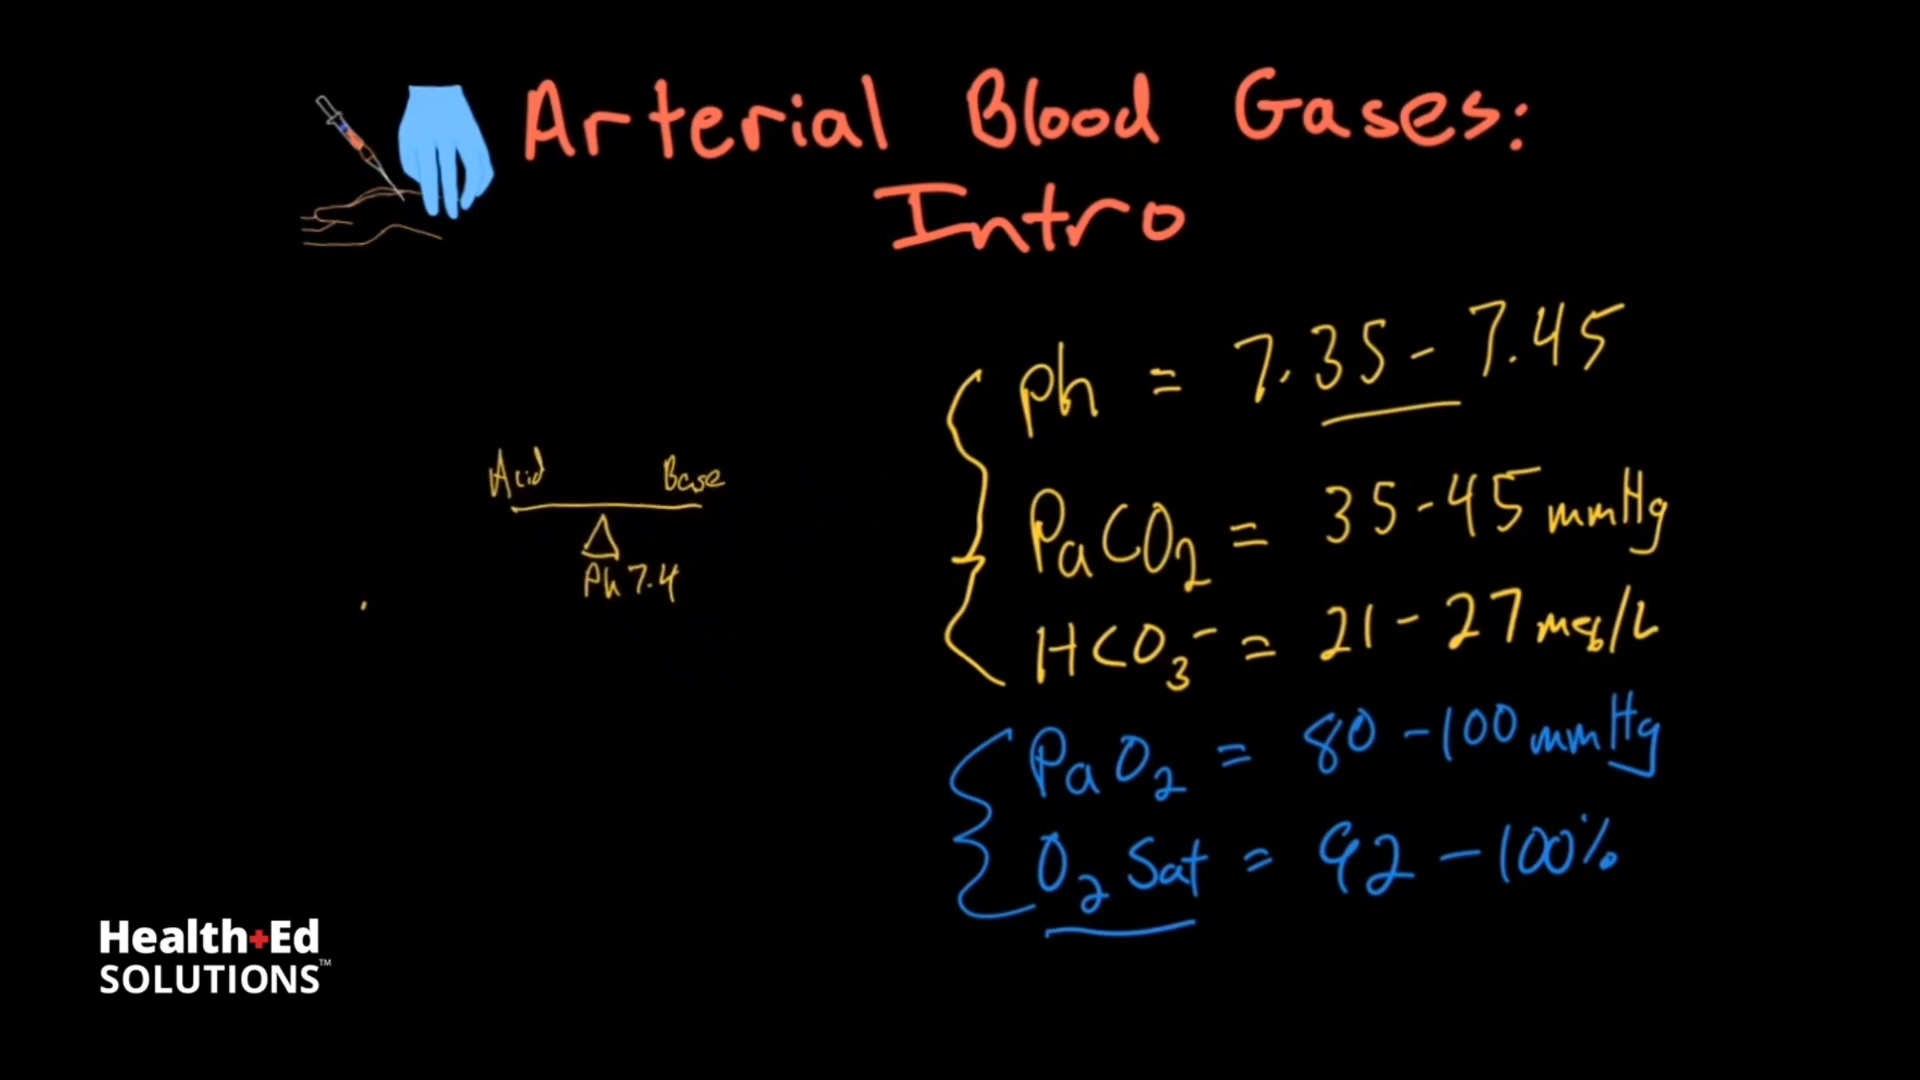 Arterial Blood Gases:
Intro
Ph = 7.35 - 7.45
Acid Base
Ph 7.4
PaCO₂ = 35-45 mmHg
HCO₃⁻ = 21 - 27 meq/L
PaO₂ = 80 - 100 mmHg
O₂ Sat = 92 - 100%
Health+Ed
SOLUTIONS™